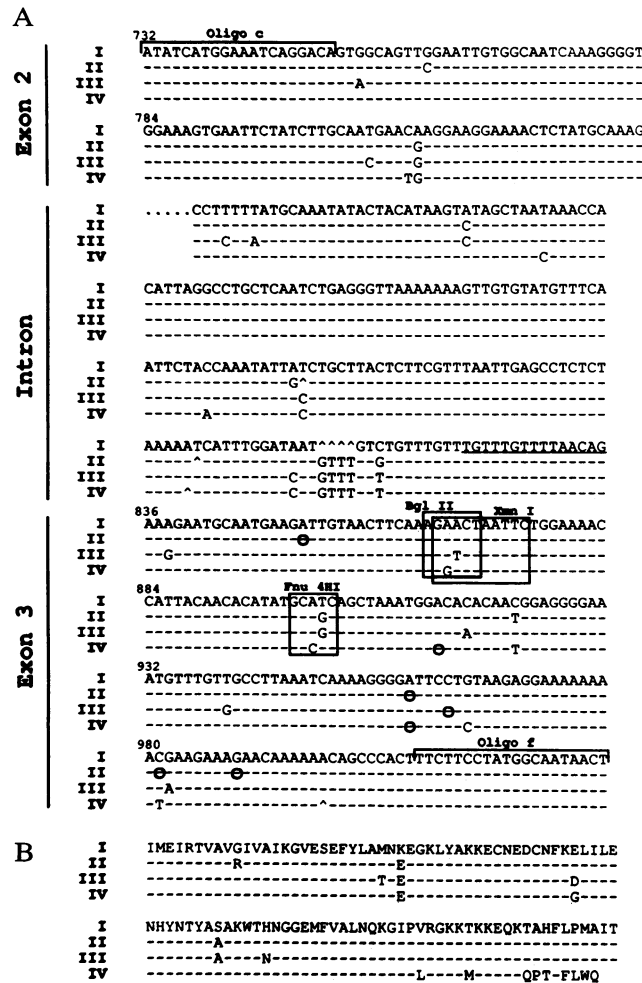 A
Oligo c
732
I ATATCATGGAAATCAGGACAGTGGCAGTTGGAATTGTGGCAATCAAAGGGGT
II -----------------------------C----------------------
III ----------------------A-----------------------------
IV ----------------------------------------------------
Exon 2
784
I GGAAAGTGAATTCTATCTTGCAATGAACAAGGAAGGAAAACTCTATGCAAAG
II ----------------------------G-----------------------
III -----------------------C----G-----------------------
IV ---------------------------TG-----------------------
Intron
I .....CCTTTTTATGCAAATATACTACATAAGTATAGCTAATAAACCA
II ----------------------------C--------------
III ---C--A---------------------C--------------
IV ------------------------------------C------
I CATTAGGCCTGCTCAATCTGAGGGTTAAAAAAAAGTTGTGTATGTTTCA
II ------------------------------------------------
III ------------------------------------------------
IV ------------------------------------------------
I ATTCTACCAAATATTATCTGCTTACTCTTCGTTTAATTGAGCCTCTCT
II ---------------G^-------------------------------
III ----------------C-------------------------------
IV ------A---------C-------------------------------
I AAAAATCATTTGGATAAT^^^^GTCTGTTTGTTTGTTTGTTTTAACAG
II -----^------------GTTT--G-----------------------
III ---------------C--GTTT--T-----------------------
IV ----^----------C--GTTT--T-----------------------
Exon 3
Bgl II Xmn I
836
I AAAGAATGCAATGAAGATTGTAACTTCAAAGAACTAATTCTGGAAAAC
II ----------------O-------------------------------
III --G-----------------------------T---------------
IV -------------------------------G----------------
Fnu 4HI
884
I CATTACAACACATATGCATCAGCTAAATGGACACACAACGGAGGGGAA
II ------------------G-------------------T---------
III ------------------G--------------A--------------
IV -----------------C------------O-------T---------
932
I ATGTTTGTTGCCTTAAATCAAAAGGGGATTCCTGTAAGAGGAAAAAAA
II ---------------------------O--------------------
III --------G----------------------O----------------
IV ---------------------------O-----C--------------
Oligo f
980
I ACGAAGAAAGAACAAAAAACAGCCCACTTTCTTCCTATGGCAATAACT
II -O-------O--------------------------------------
III --A---------------------------------------------
IV -T----------------^-----------------------------
B
I IMEIRTVAVGIVAIKGVESEFYLAMNKEGKLYAKKECNEDCNFKELILE
II ---------R----------------E----------------------
III ------------------------T-E-----------------D----
IV --------------------------E-----------------G----
I NHYNTYASAKWTHNGGEMFVALNQKGIPVRGKKTKKEQKTAHFLPMAIT
II -------A-----------------------------------------
III -------A----N------------------------------------
IV ----------------------------L----M-----QPT-FLWQ